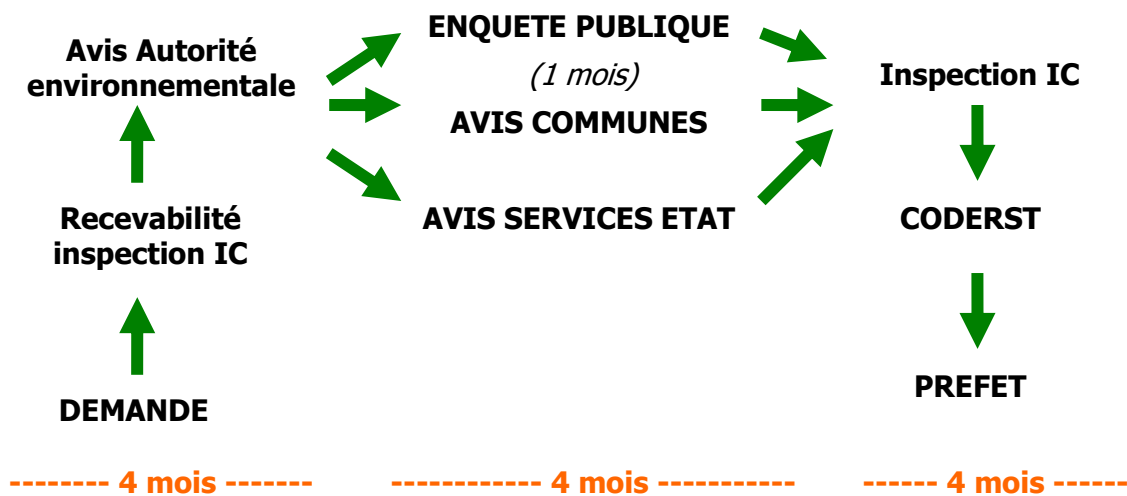 Avis Autorité
environnementale
Recevabilité
inspection IC
DEMANDE
ENQUETE PUBLIQUE
(1 mois)
AVIS COMMUNES
AVIS SERVICES ETAT
Inspection IC
CODERST
PREFET
-------- 4 mois -------
------------ 4 mois -----------
------ 4 mois ------